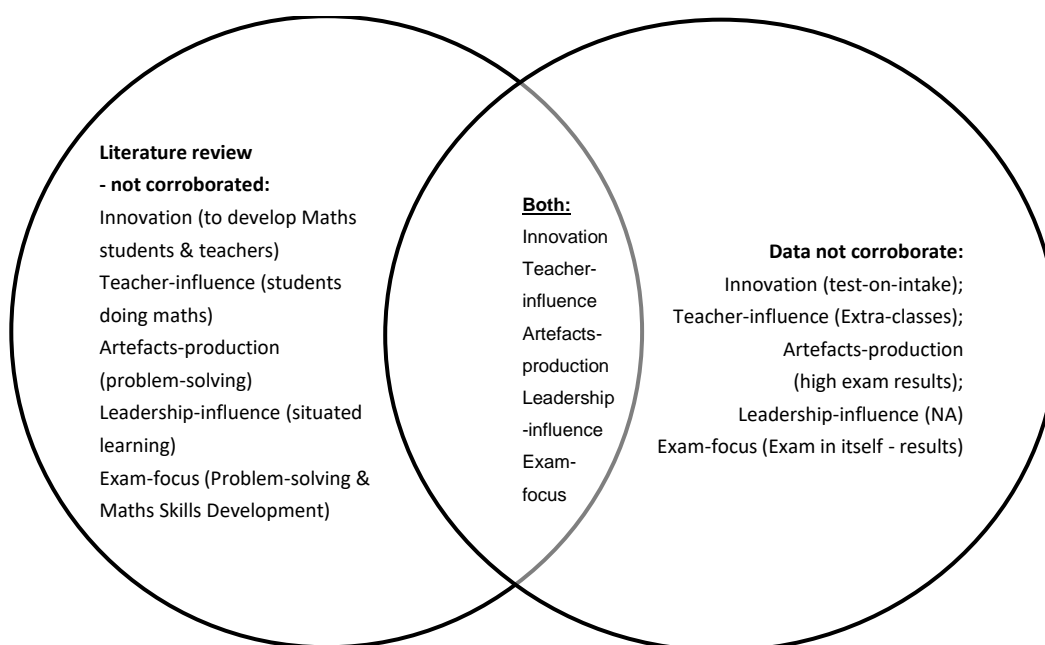 Literature review
- not corroborated:
Innovation (to develop Maths
students & teachers)
Teacher-influence (students
doing maths)
Artefacts-production
(problem-solving)
Leadership-influence (situated
learning)
Exam-focus (Problem-solving &
Maths Skills Development)
Both:
Innovation
Teacher-
influence
Artefacts-
production
Leadership
-influence
Exam-
focus
Data not corroborate:
Innovation (test-on-intake);
Teacher-influence (Extra-classes);
Artefacts-production
(high exam results);
Leadership-influence (NA)
Exam-focus (Exam in itself - results)